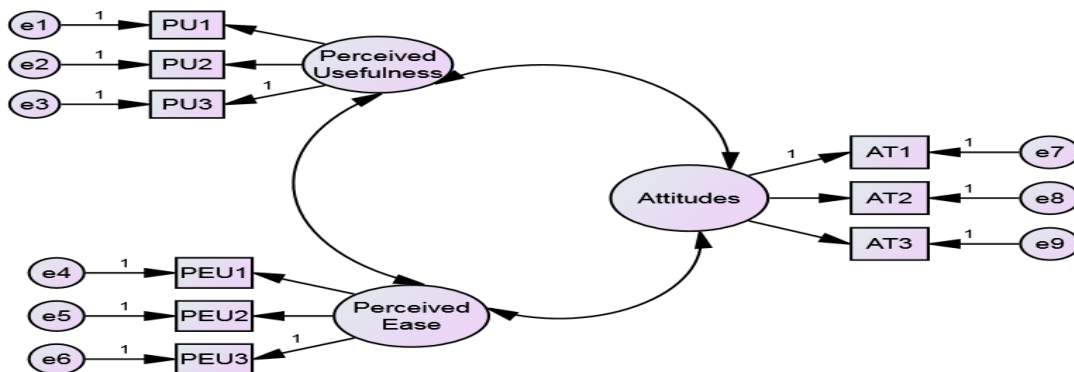 e1
1
PU1
e2
1
PU2
e3
1
PU3
1
Perceived
Usefulness
Attitudes
1
AT1
1
e7
AT2
1
e8
AT3
1
e9
e4
1
PEU1
e5
1
PEU2
e6
1
PEU3
1
Perceived
Ease